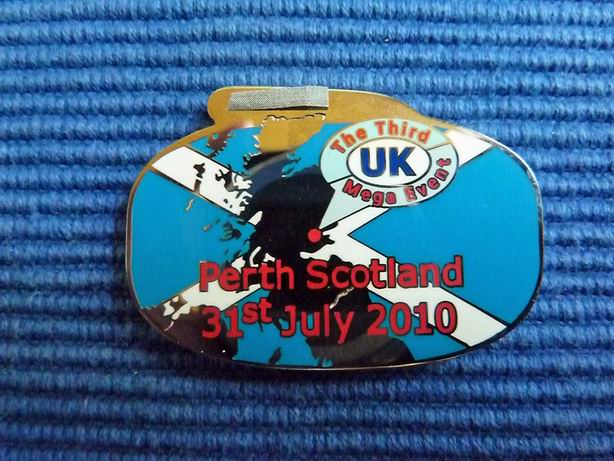 The Third
UK
Mega Event
Perth Scotland
31st July 2010